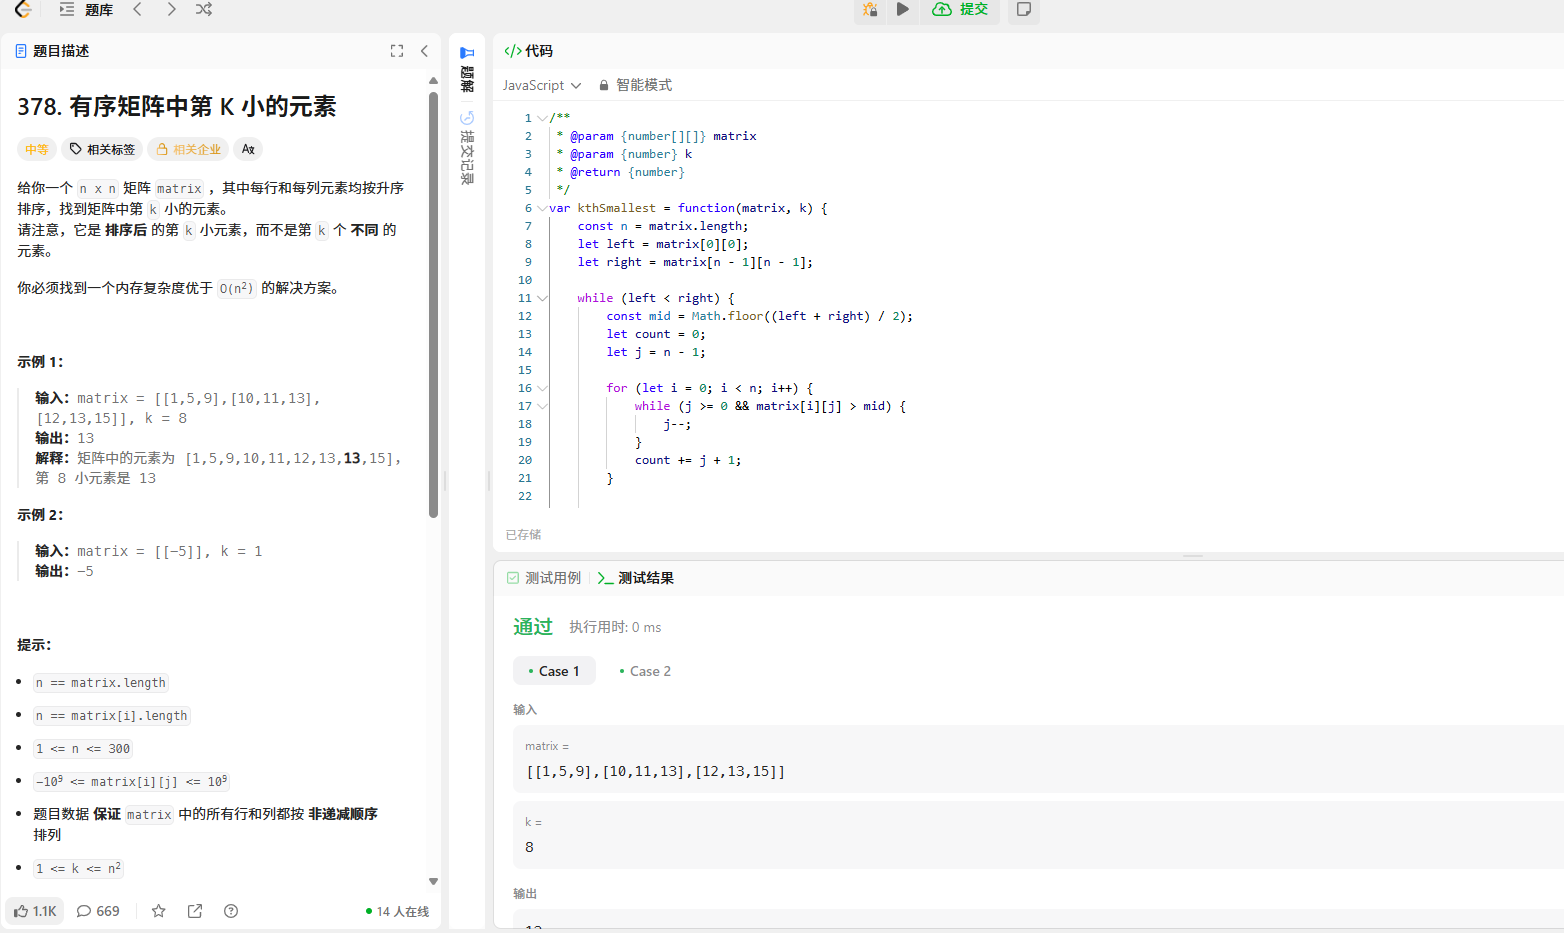 题库
提交
题目描述
378. 有序矩阵中第 K 小的元素
中等
相关标签
相关企业
给你一个 n x n 矩阵 matrix ，其中每行和每列元素均按升序
排序，找到矩阵中第 k 小的元素。
请注意，它是 排序后 的第 k 小元素，而不是第 k 个 不同 的
元素。
你必须找到一个内存复杂度优于 O(n²) 的解决方案。
示例 1：
输入：matrix = [[1,5,9],[10,11,13],
[12,13,15]], k = 8
输出：13
解释：矩阵中的元素为 [1,5,9,10,11,12,13,13,15]，
第 8 小元素是 13
示例 2：
输入：matrix = [[-5]], k = 1
输出：-5
提示：
n == matrix.length
n == matrix[i].length
1 <= n <= 300
-10⁹ <= matrix[i][j] <= 10⁹
题目数据 保证 matrix 中的所有行和列都按 非递减顺序
排列
1 <= k <= n²
1.1K
669
14 人在线
题解
提交记录
代码
JavaScript
智能模式
1 /**
2 * @param {number[][]} matrix
3 * @param {number} k
4 * @return {number}
5 */
6 var kthSmallest = function(matrix, k) {
7 const n = matrix.length;
8 let left = matrix[0][0];
9 let right = matrix[n - 1][n - 1];
10
11 while (left < right) {
12 const mid = Math.floor((left + right) / 2);
13 let count = 0;
14 let j = n - 1;
15
16 for (let i = 0; i < n; i++) {
17 while (j >= 0 && matrix[i][j] > mid) {
18 j--;
19 }
20 count += j + 1;
21 }
22
已存储
测试用例
测试结果
通过
执行用时: 0 ms
Case 1
Case 2
输入
matrix =
[[1,5,9],[10,11,13],[12,13,15]]
k =
8
输出